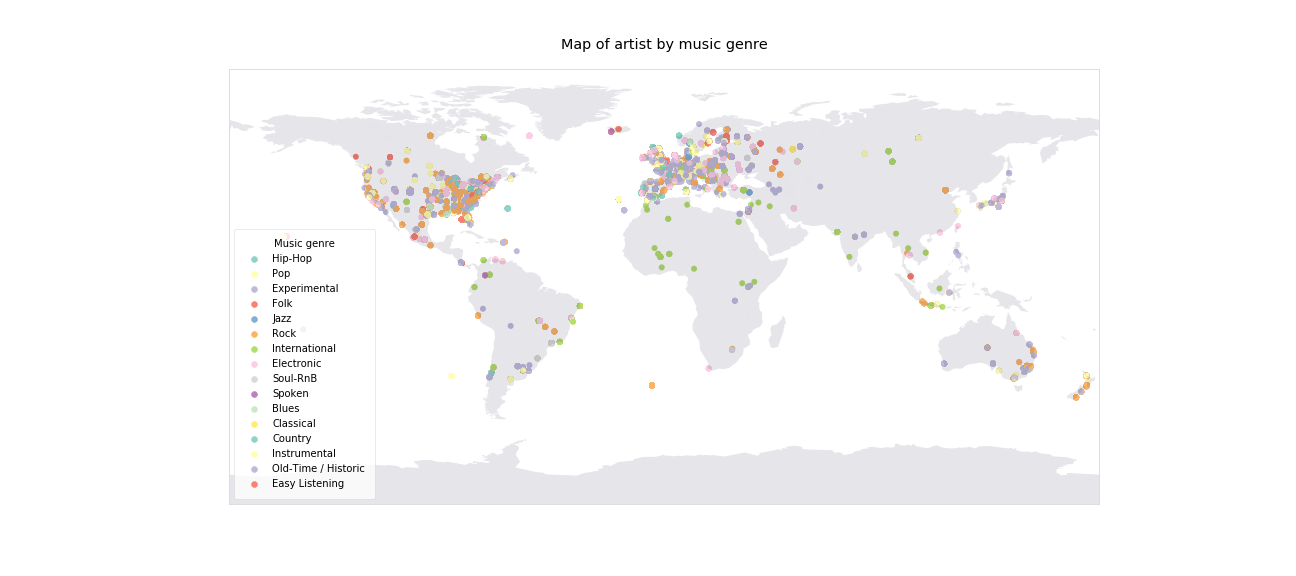 Map of artist by music genre
Music genre
Hip-Hop
Pop
Experimental
Folk
Jazz
Rock
International
Electronic
Soul-RnB
Spoken
Blues
Classical
Country
Instrumental
Old-Time / Historic
Easy Listening